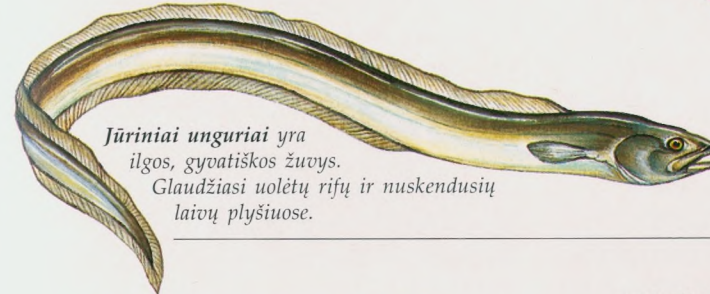 Jūriniai unguriai yra
ilgos, gyvatiškos žuvys.
Glaudžiasi uolėtų rifų ir nuskendusių
laivų plyšiuose.